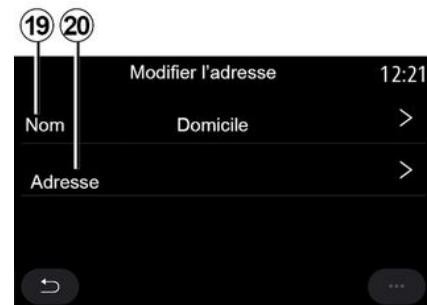 19 20
Modifier l'adresse 12:21
Nom Domicile >
Adresse >
...